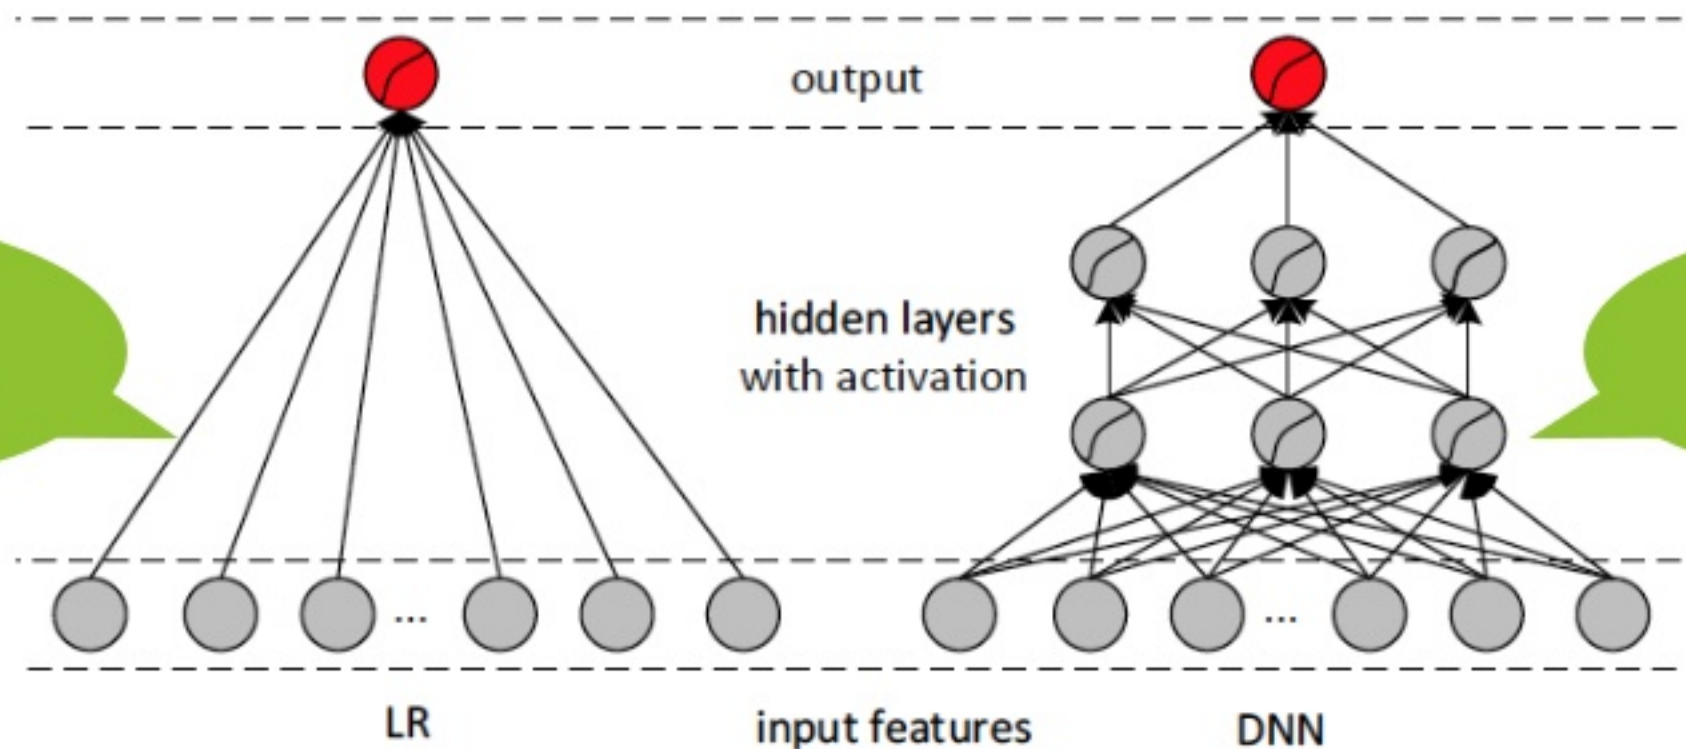 output
hidden layers
with activation
...
...
LR
input features
DNN